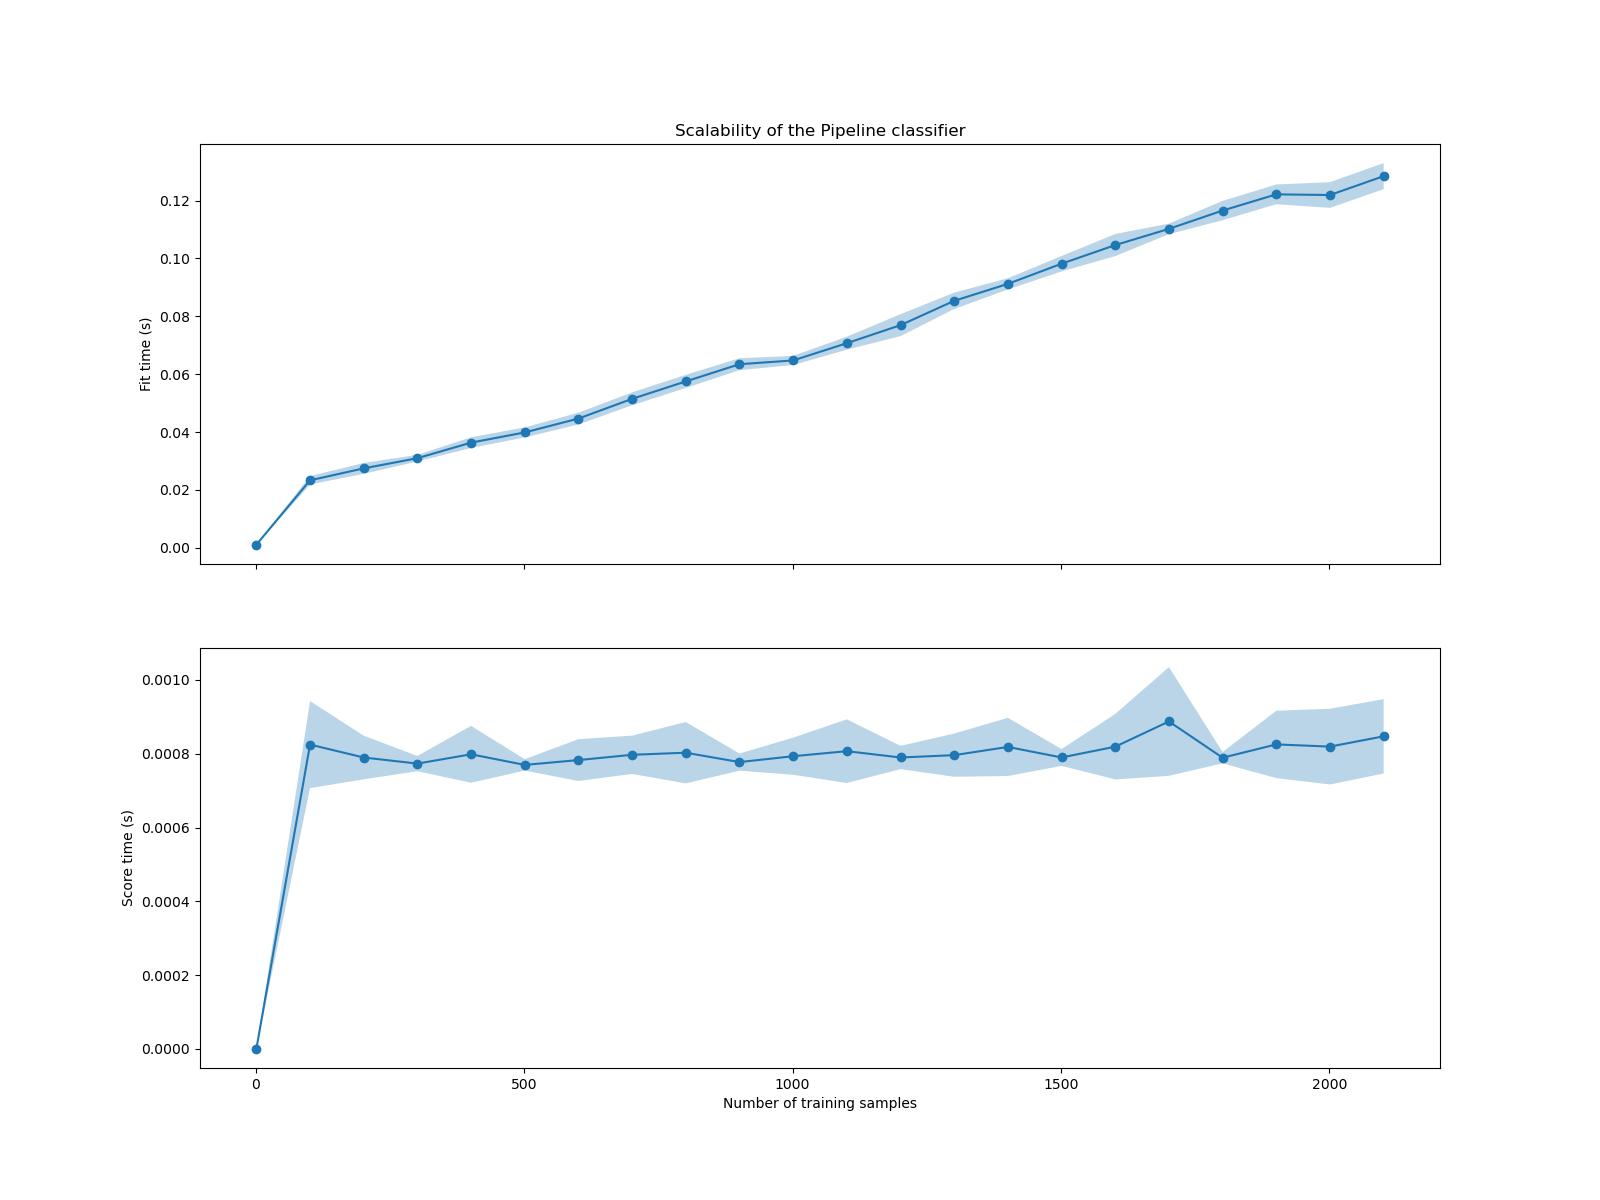 Scalability of the Pipeline classifier
Fit time (s)
0.12
0.10
0.08
0.06
0.04
0.02
0.00
Score time (s)
0.0010
0.0008
0.0006
0.0004
0.0002
0.0000
0 500 1000 1500 2000
Number of training samples